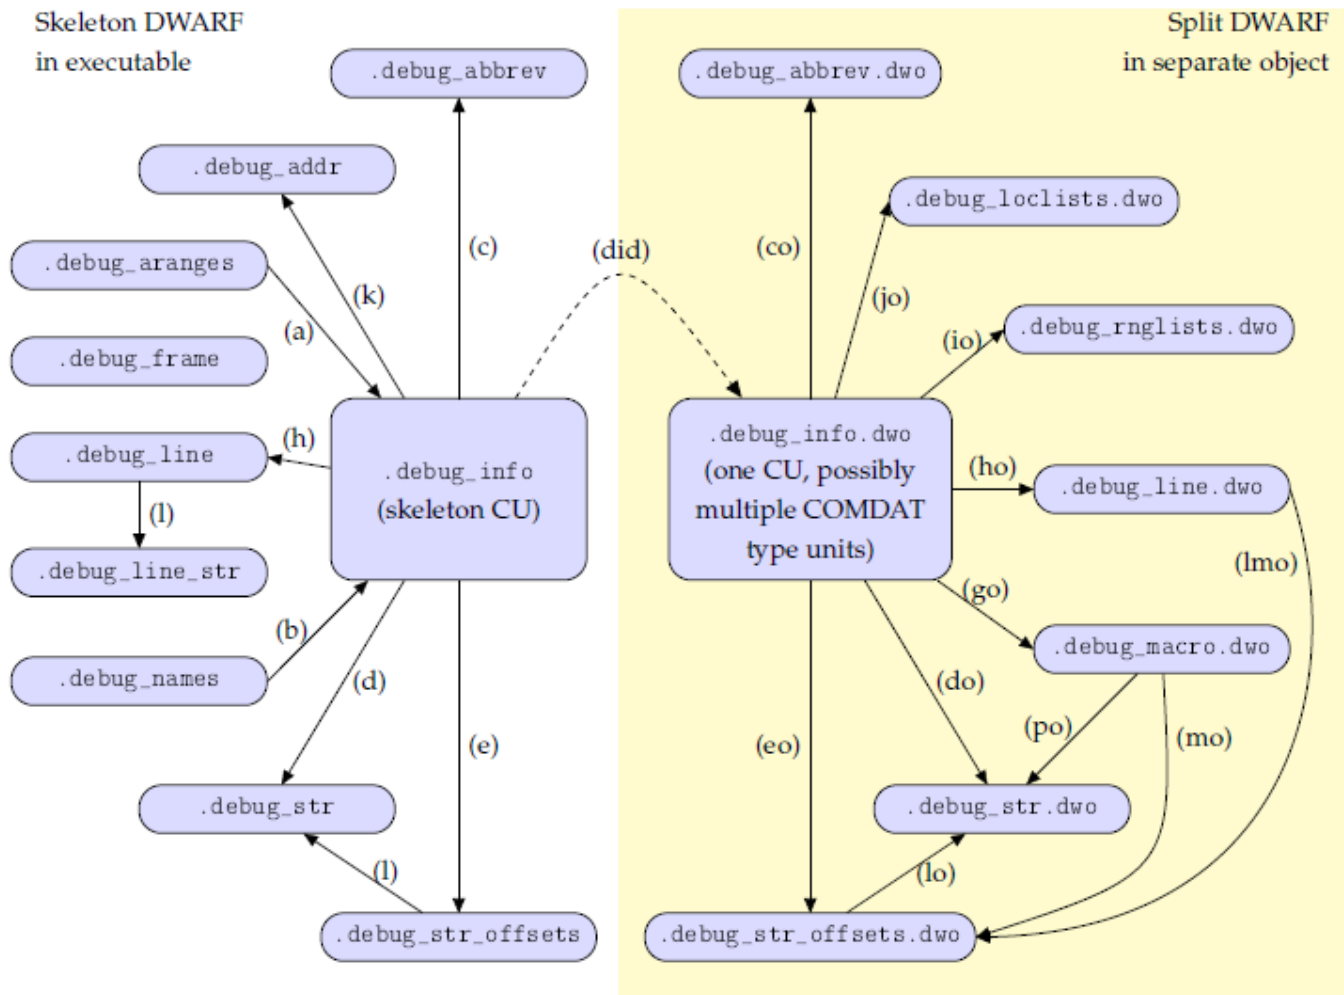 Skeleton DWARF
in executable
Split DWARF
in separate object
.debug_abbrev
.debug_abbrev.dwo
.debug_addr
.debug_loclists.dwo
(c)
(did)
(co)
.debug_aranges
(k)
(jo)
(a)
.debug_rnglists.dwo
(io)
.debug_frame
(h)
.debug_line
.debug_info
(skeleton CU)
.debug_info.dwo
(one CU, possibly
multiple COMDAT
type units)
(ho)
.debug_line.dwo
(l)
.debug_line_str
(lmo)
(go)
(b)
.debug_names
(d)
(do)
.debug_macro.dwo
(e)
(eo)
(po)
(mo)
.debug_str
.debug_str.dwo
(l)
(lo)
.debug_str_offsets
.debug_str_offsets.dwo